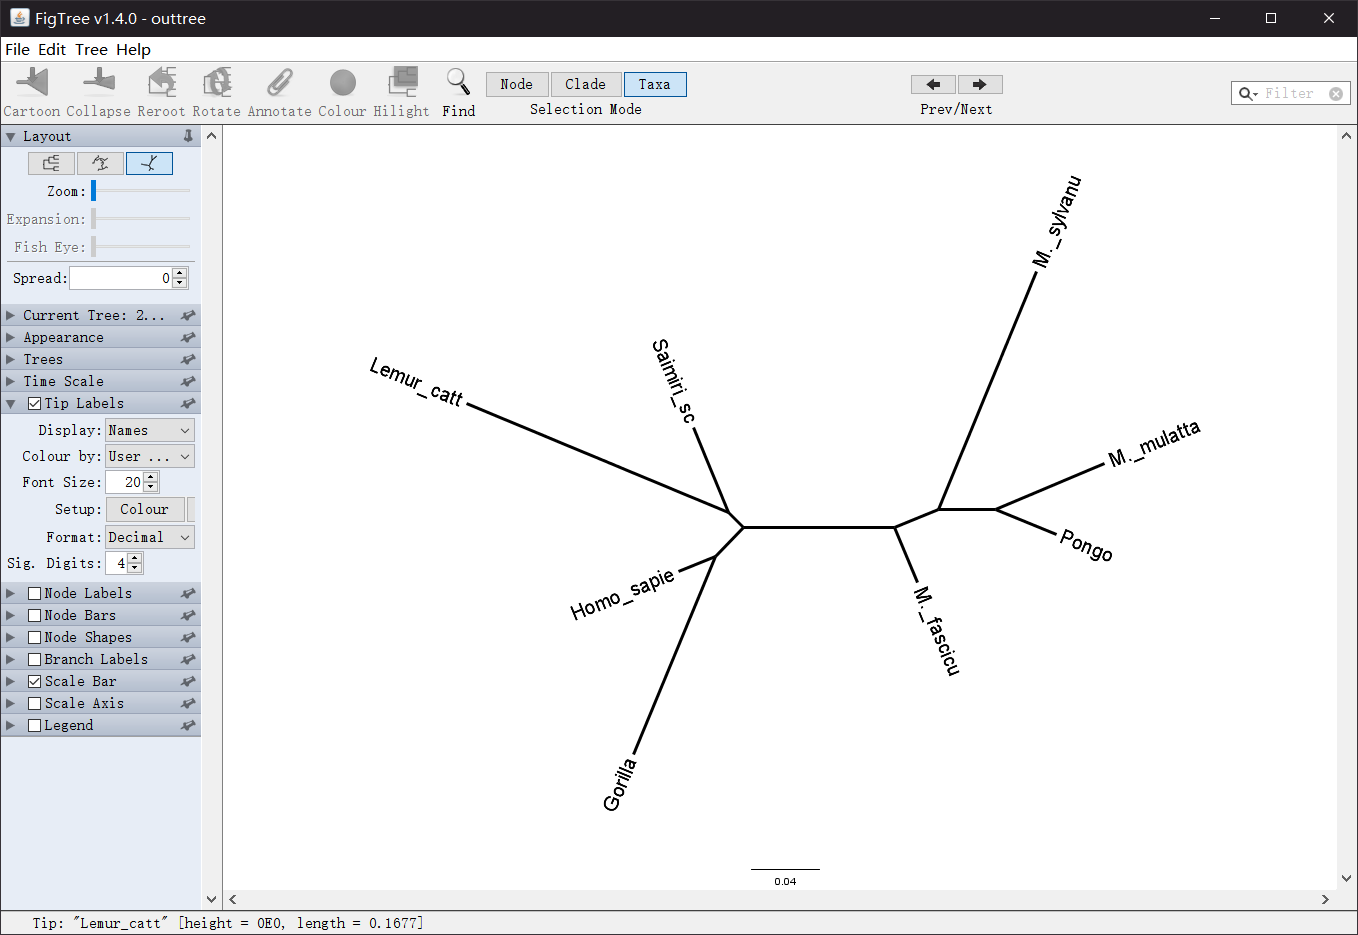 FigTree v1.4.0 - outtree
File Edit Tree Help
Cartoon Collapse Reroot Rotate Annotate Colour Hilight Find
Node Clade Taxa
Selection Mode
Prev/Next
Filter
Layout
Zoom:
Expansion:
Fish Eye:
Spread: 0
Current Tree: 2...
Appearance
Trees
Time Scale
Tip Labels
Display: Names
Colour by: User ...
Font Size: 20
Setup: Colour
Format: Decimal
Sig. Digits: 4
Node Labels
Node Bars
Node Shapes
Branch Labels
Scale Bar
Scale Axis
Legend
M._sylvanu
Saimiri_sc
Lemur_catt
M._mulatta
Pongo
Homo_sapie
M._fascicu
Gorilla
0.04
Tip: "Lemur_catt" [height = 0E0, length = 0.1677]